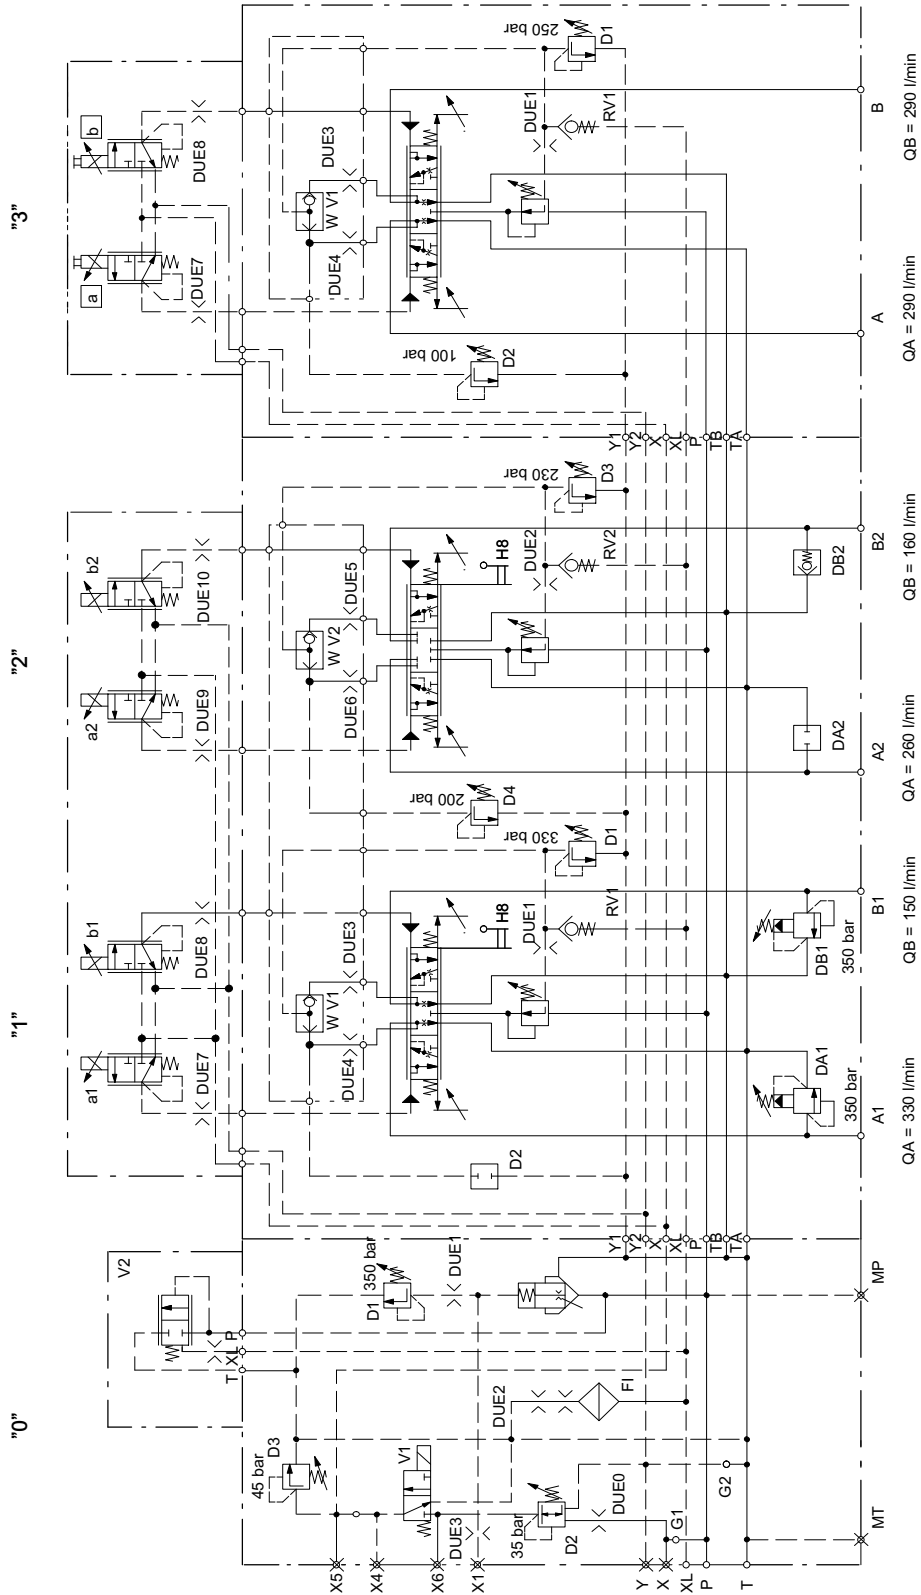 "0"
"1"
"2"
"3"
V2
T
XL
P
45 bar
D3
V1
DUE3
35 bar
D2
DUE0
DUE2
FI
350 bar
D1
DUE1
G1
G2
X5
X4
X6
X1
Y
X
XL
P
T
MT
MP
Y1
Y2
X
XL
P
TB
TA
a1
b1
DUE7
DUE8
W V1
DUE3
DUE4
D2
H8
DUE1
RV1
330 bar
D1
DA1
350 bar
DB1
350 bar
A1
B1
QA = 330 l/min
QB = 150 l/min
a2
b2
DUE9
DUE10
W V2
DUE5
DUE6
200 bar
D4
H8
DUE2
RV2
230 bar
D3
DA2
DB2
A2
B2
QA = 260 l/min
QB = 160 l/min
Y1
Y2
X
XL
P
TB
TA
a
b
DUE7
DUE8
W V1
DUE3
DUE4
100 bar
D2
DUE1
RV1
250 bar
D1
A
B
QA = 290 l/min
QB = 290 l/min